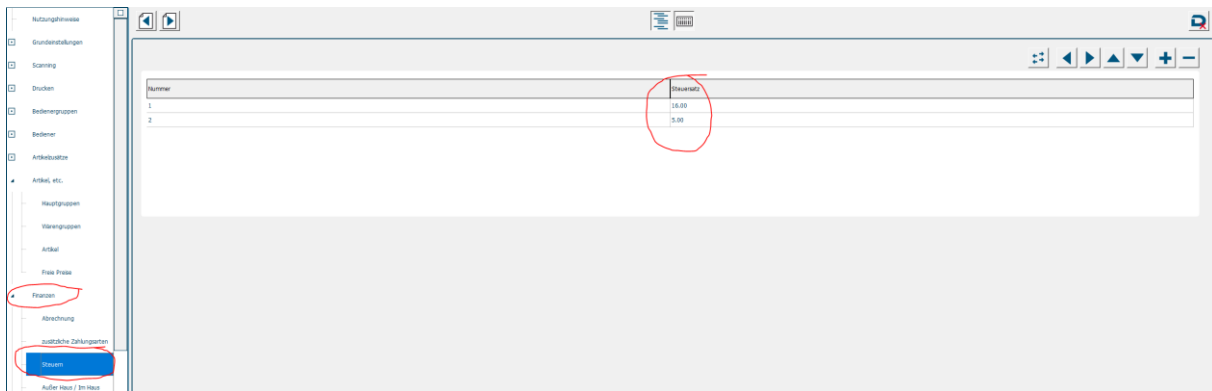 Nutzungshinweise
Grundeinstellungen
Scanning
Drucken
Bedienergruppen
Bediener
Artikelzusätze
Artikel, etc.
Hauptgruppen
Warengruppen
Artikel
Freie Preise
Finanzen
Abrechnung
zusätzliche Zahlungsarten
Steuern
Außer Haus / Im Haus
Nummer Steuersatz
1 16.00
2 5.00